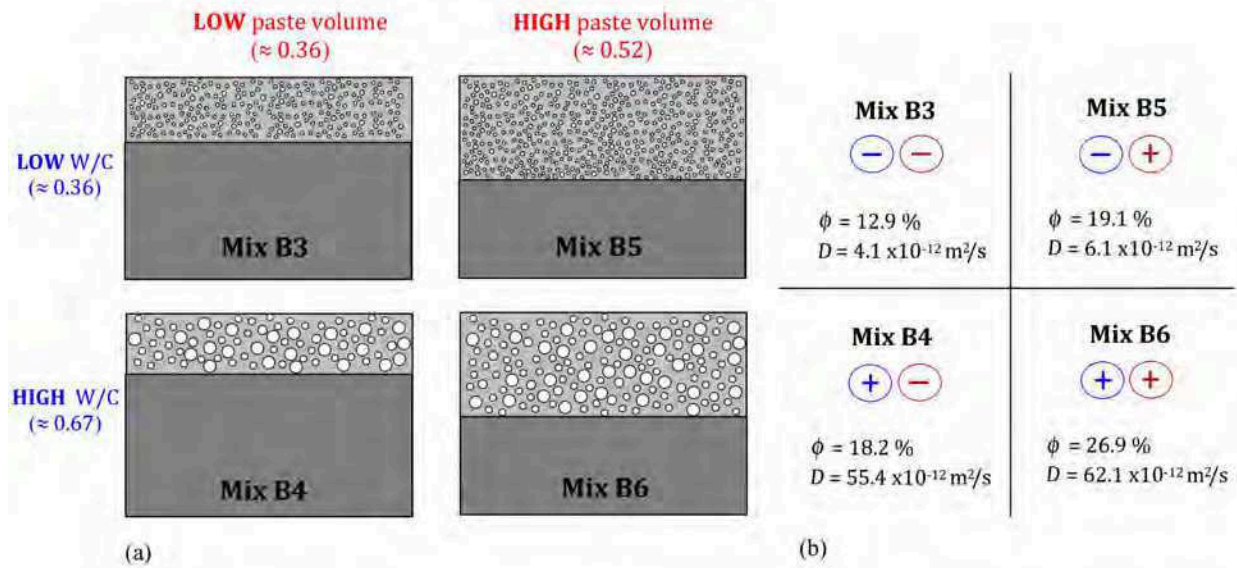 LOW paste volume
(≈ 0.36)
HIGH paste volume
(≈ 0.52)
LOW W/C
(≈ 0.36)
Mix B3
Mix B5
HIGH W/C
(≈ 0.67)
Mix B4
Mix B6
(a)
Mix B3
− −
ϕ = 12.9 %
D = 4.1 x10⁻¹² m²/s
Mix B5
− +
ϕ = 19.1 %
D = 6.1 x10⁻¹² m²/s
Mix B4
+ −
ϕ = 18.2 %
D = 55.4 x10⁻¹² m²/s
Mix B6
+ +
ϕ = 26.9 %
D = 62.1 x10⁻¹² m²/s
(b)